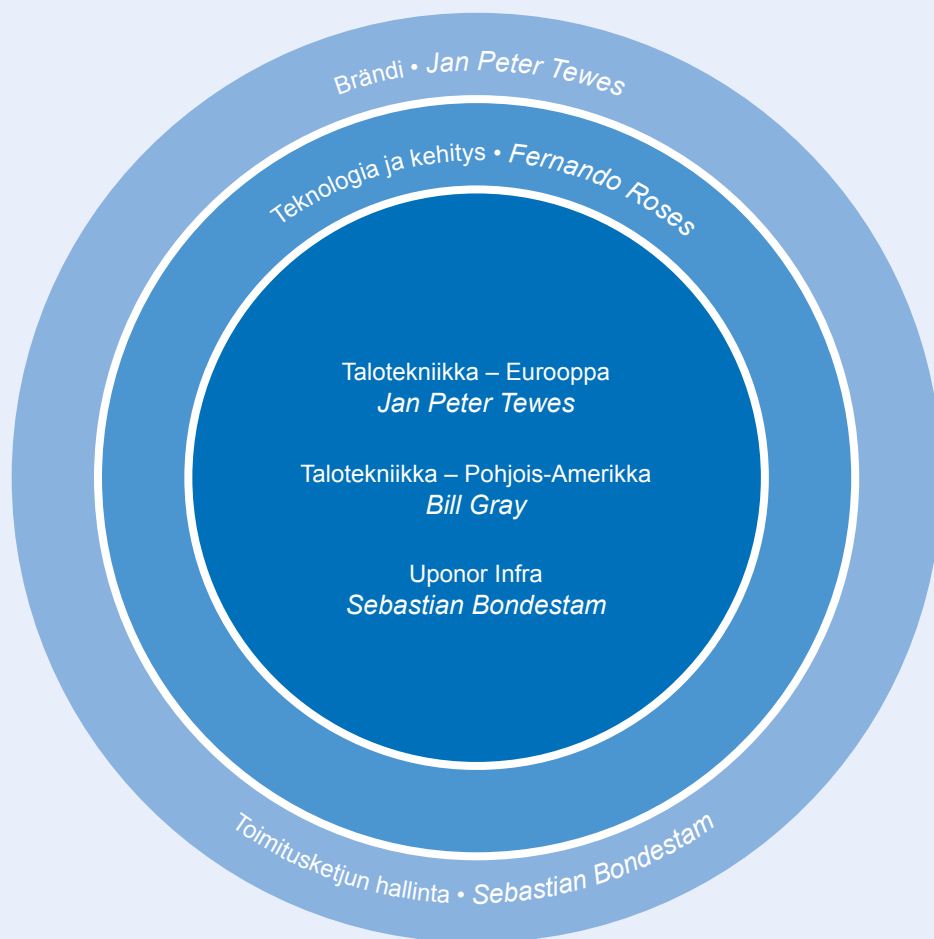 Brändi • Jan Peter Tewes
Teknologia ja kehitys • Fernando Roses
Talotekniikka – Eurooppa
Jan Peter Tewes
Talotekniikka – Pohjois-Amerikka
Bill Gray
Uponor Infra
Sebastian Bondestam
Toimitusketjun hallinta • Sebastian Bondestam